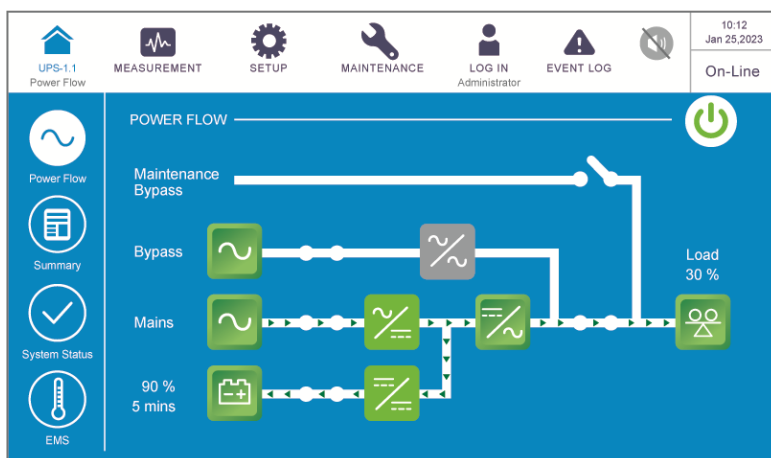 UPS-1.1
Power Flow
MEASUREMENT
SETUP
MAINTENANCE
LOG IN
Administrator
EVENT LOG
10:12
Jan 25,2023
On-Line
Power Flow
Summary
System Status
EMS
POWER FLOW
Maintenance
Bypass
Bypass
Mains
90 %
5 mins
Load
30 %